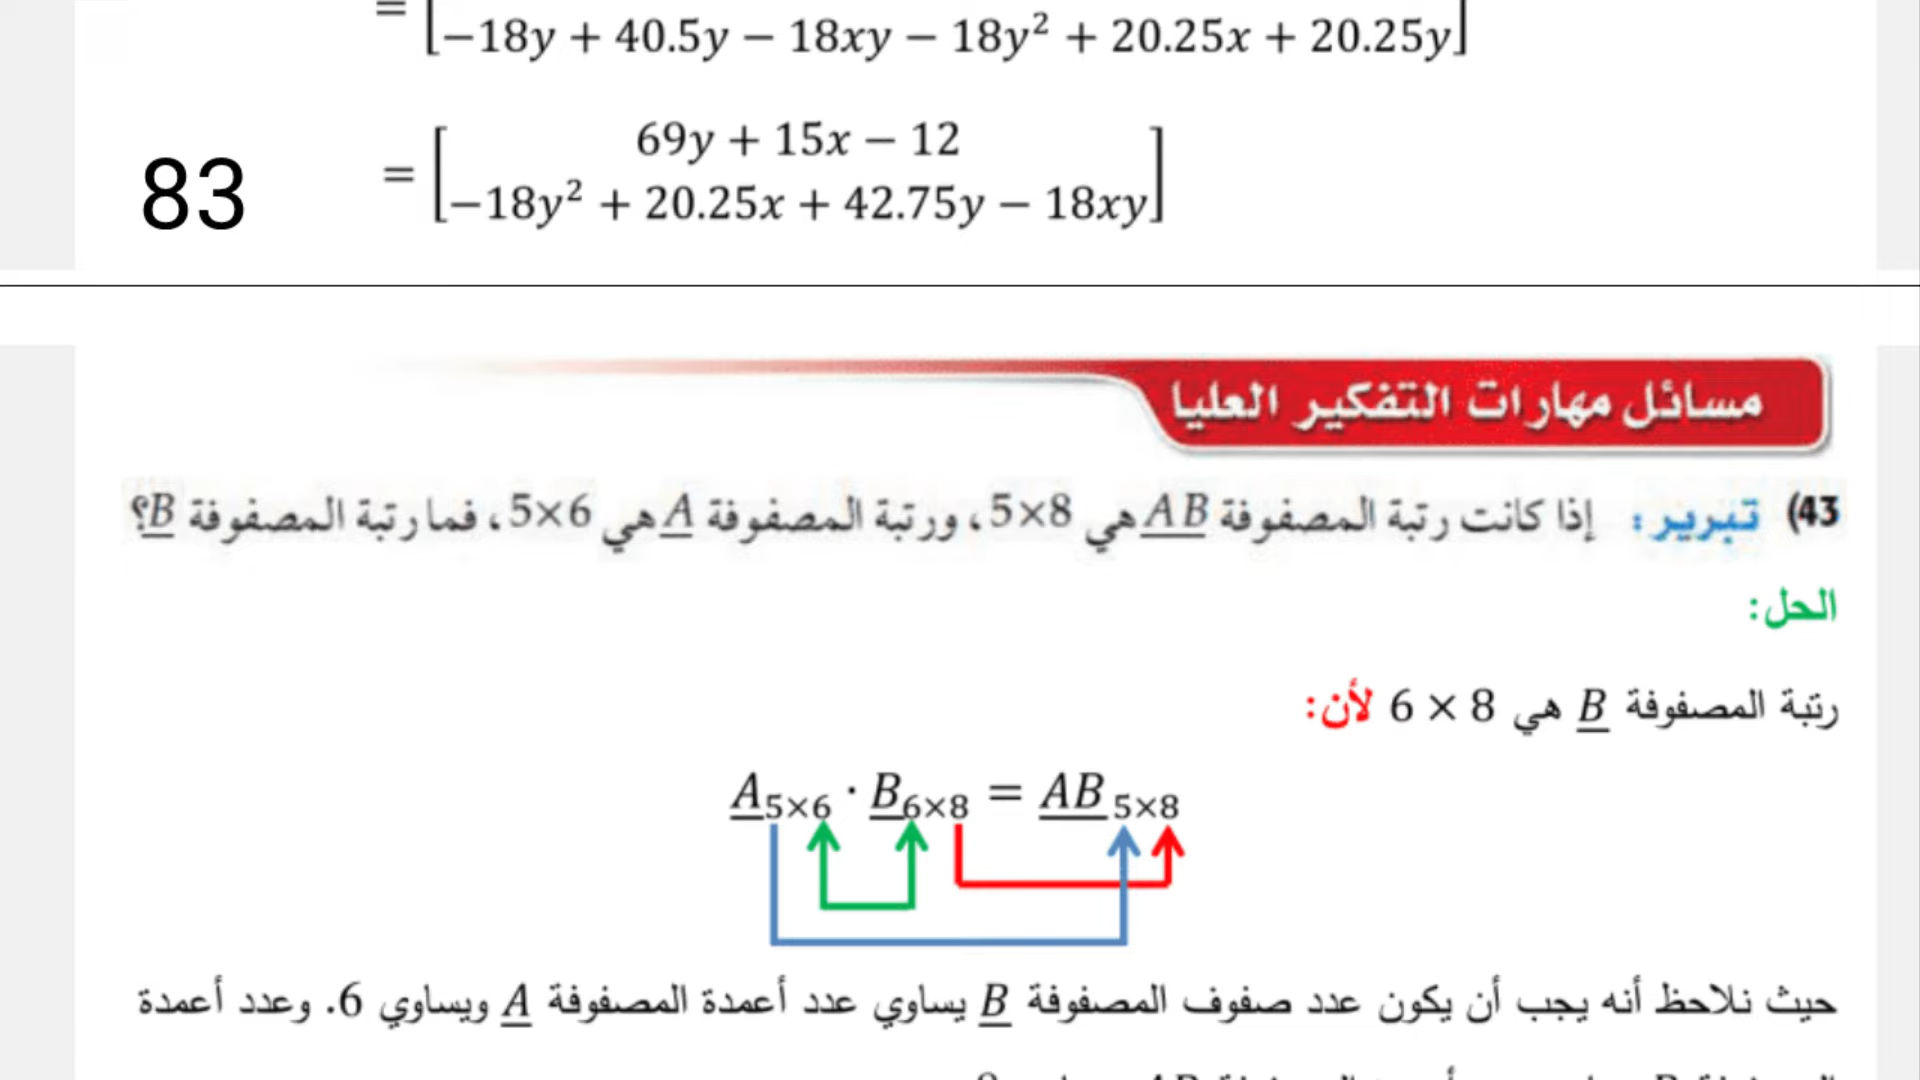 = [−18y + 40.5y − 18xy − 18y² + 20.25x + 20.25y]
83
= [69y + 15x − 12
−18y² + 20.25x + 42.75y − 18xy]
مسائل مهارات التفكير العليا
43) تبرير: إذا كانت رتبة المصفوفة AB هي 5×8، ورتبة المصفوفة A هي 5×6، فما رتبة المصفوفة B؟
الحل:
رتبة المصفوفة B هي 6 × 8 لأن:
A5×6 · B6×8 = AB5×8
حيث نلاحظ أنه يجب أن يكون عدد صفوف المصفوفة B يساوي عدد أعمدة المصفوفة A ويساوي 6. وعدد أعمدة